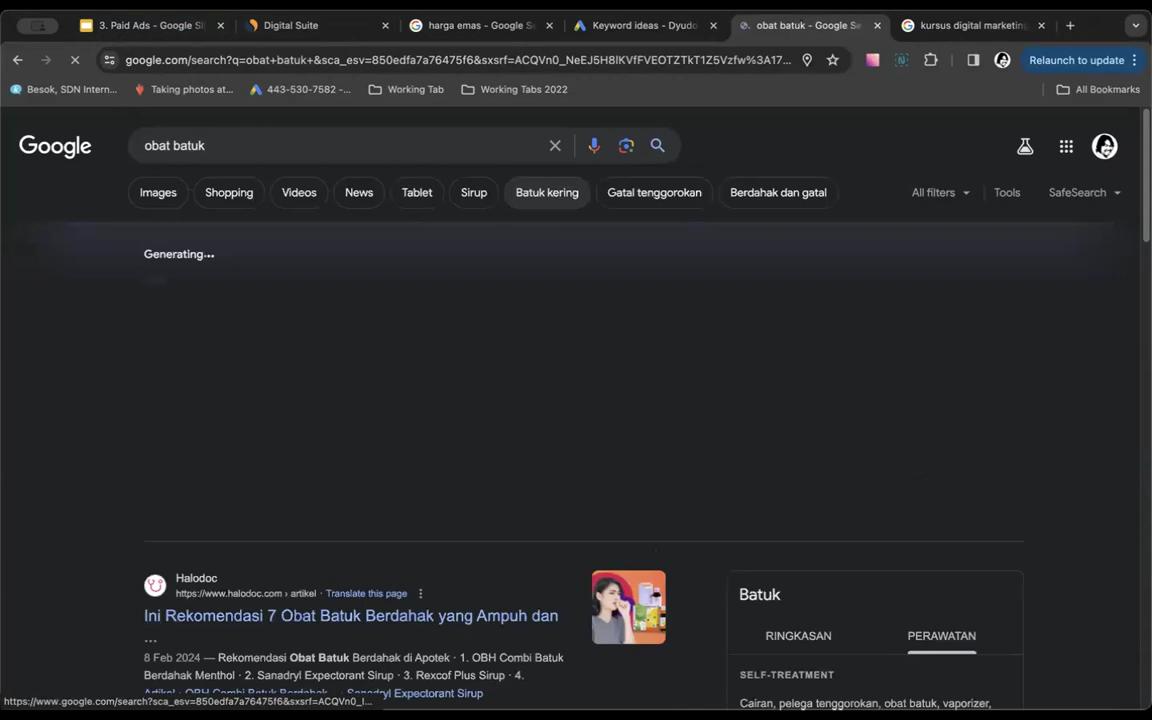 3. Paid Ads - Google Sl
Digital Suite
harga emas - Google Se
Keyword ideas - Dyudo
obat batuk - Google Se
kursus digital marketing
google.com/search?q=obat+batuk+&sca_esv=850edfa7a76475f6&sxsrf=ACQVn0_NeEJ5H8lKVfFVEOTZTkT1Z5Vzfw%3A17...
Relaunch to update
Besok, SDN Intern...
Taking photos at...
443-530-7582 -...
Working Tab
Working Tabs 2022
All Bookmarks
Google
obat batuk
Images
Shopping
Videos
News
Tablet
Sirup
Batuk kering
Gatal tenggorokan
Berdahak dan gatal
All filters
Tools
SafeSearch
Generating...
Halodoc
https://www.halodoc.com › artikel · Translate this page
Ini Rekomendasi 7 Obat Batuk Berdahak yang Ampuh dan
...
8 Feb 2024 — Rekomendasi Obat Batuk Berdahak di Apotek · 1. OBH Combi Batuk
Berdahak Menthol · 2. Sanadryl Expectorant Sirup · 3. Rexcof Plus Sirup · 4.
Artikel · OBH Combi Batuk Berdahak · Sanadryl Expectorant Sirup
Batuk
RINGKASAN
PERAWATAN
SELF-TREATMENT
Cairan, pelega tenggorokan, obat batuk, vaporizer,
https://www.google.com/search?sca_esv=850edfa7a76475f6&sxsrf=ACQVn0_I...